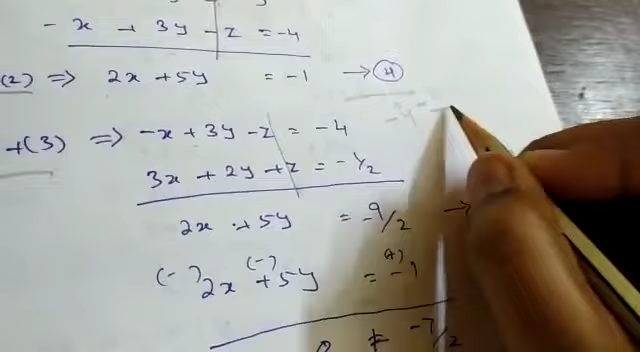 - x + 3y - z = -4
(2) => 2x + 5y = -1 → (4)
+(3) => -x + 3y - z = -4
3x + 2y + z = -1/2
2x + 5y = -9/2 →
(-) (-) (+)
2x + 5y = -1
0 ≠ -7/2